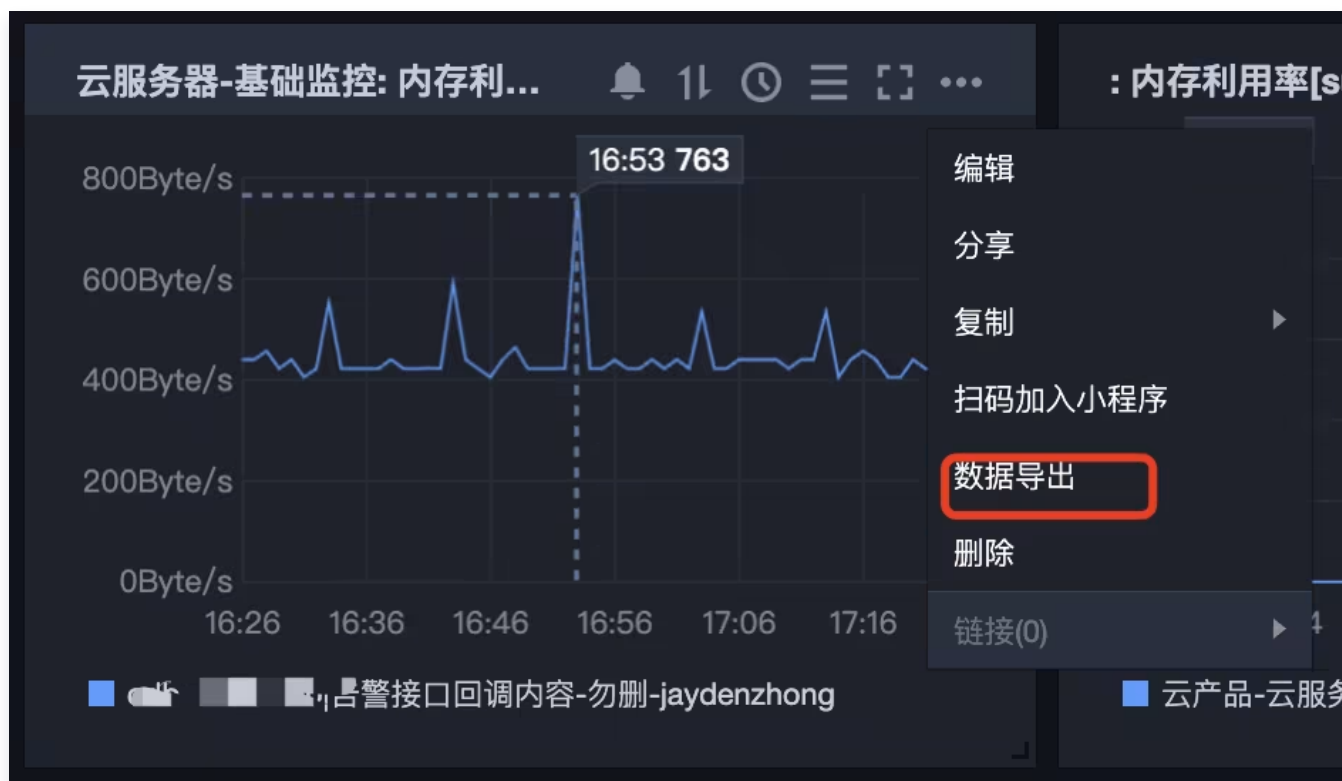 云服务器-基础监控: 内存利...
: 内存利用率[s
16:53 763
800Byte/s
600Byte/s
400Byte/s
200Byte/s
0Byte/s
16:26 16:36 16:46 16:56 17:06 17:16
编辑
分享
复制
扫码加入小程序
数据导出
删除
链接(0)
4
警接口回调内容-勿删-jaydenzhong
云产品-云服务